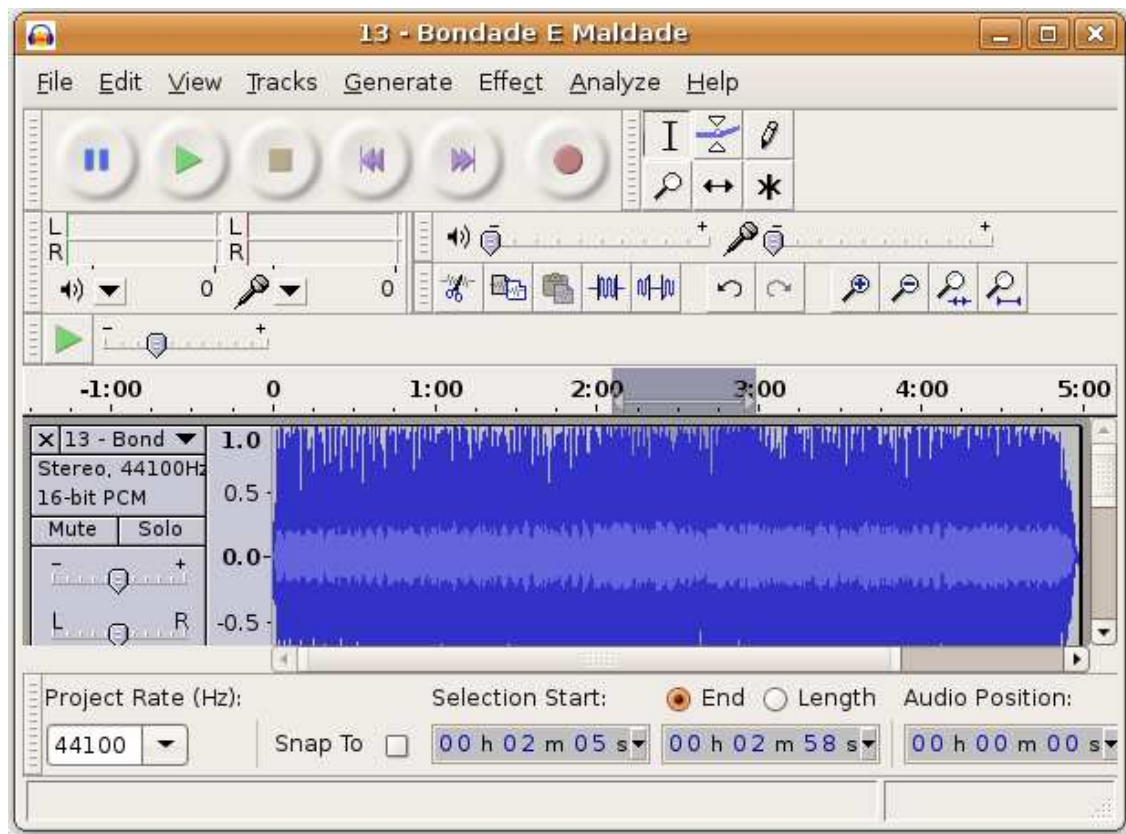 13 - Bondade E Maldade
File Edit View Tracks Generate Effect Analyze Help
L L
R R
- +
- +
0 0
- +
-1:00 0 1:00 2:00 3:00 4:00 5:00
13 - Bond
Stereo, 44100Hz
16-bit PCM
Mute Solo
- +
L R
1.0
0.5
0.0
-0.5
Project Rate (Hz): Selection Start: End Length Audio Position:
44100 Snap To 00 h 02 m 05 s 00 h 02 m 58 s 00 h 00 m 00 s